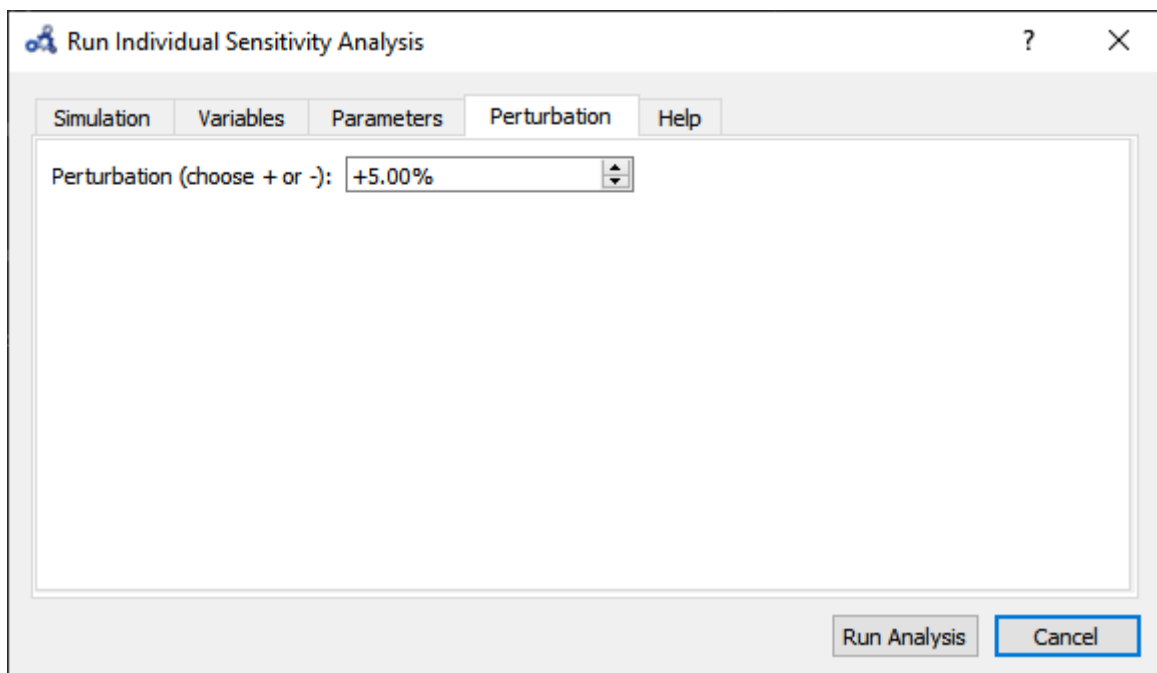 Run Individual Sensitivity Analysis ?
Simulation Variables Parameters Perturbation Help
Perturbation (choose + or -): +5.00%
Run Analysis Cancel